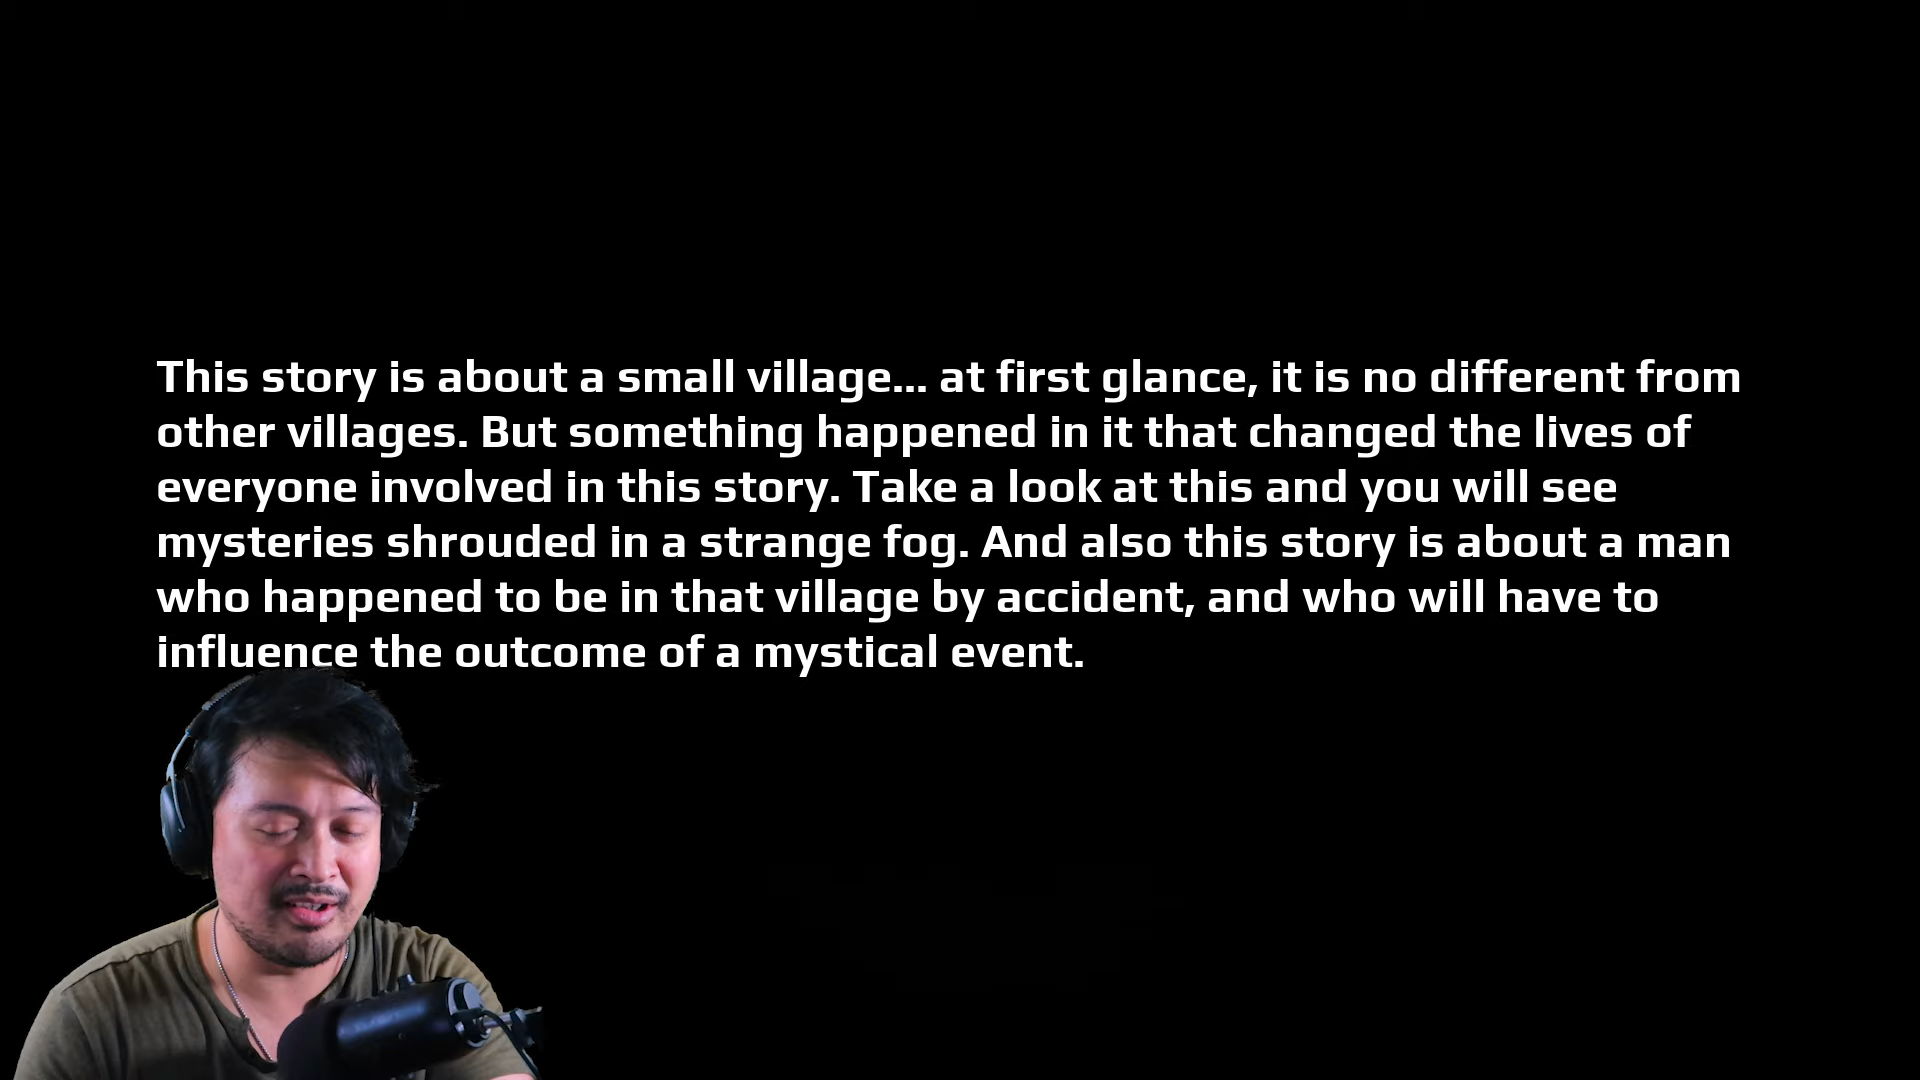 This story is about a small village... at first glance, it is no different from
other villages. But something happened in it that changed the lives of
everyone involved in this story. Take a look at this and you will see
mysteries shrouded in a strange fog. And also this story is about a man
who happened to be in that village by accident, and who will have to
influence the outcome of a mystical event.